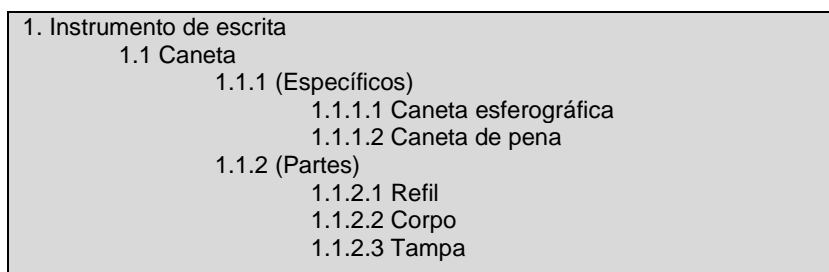 1. Instrumento de escrita
1.1 Caneta
1.1.1 (Específicos)
1.1.1.1 Caneta esferográfica
1.1.1.2 Caneta de pena
1.1.2 (Partes)
1.1.2.1 Refil
1.1.2.2 Corpo
1.1.2.3 Tampa